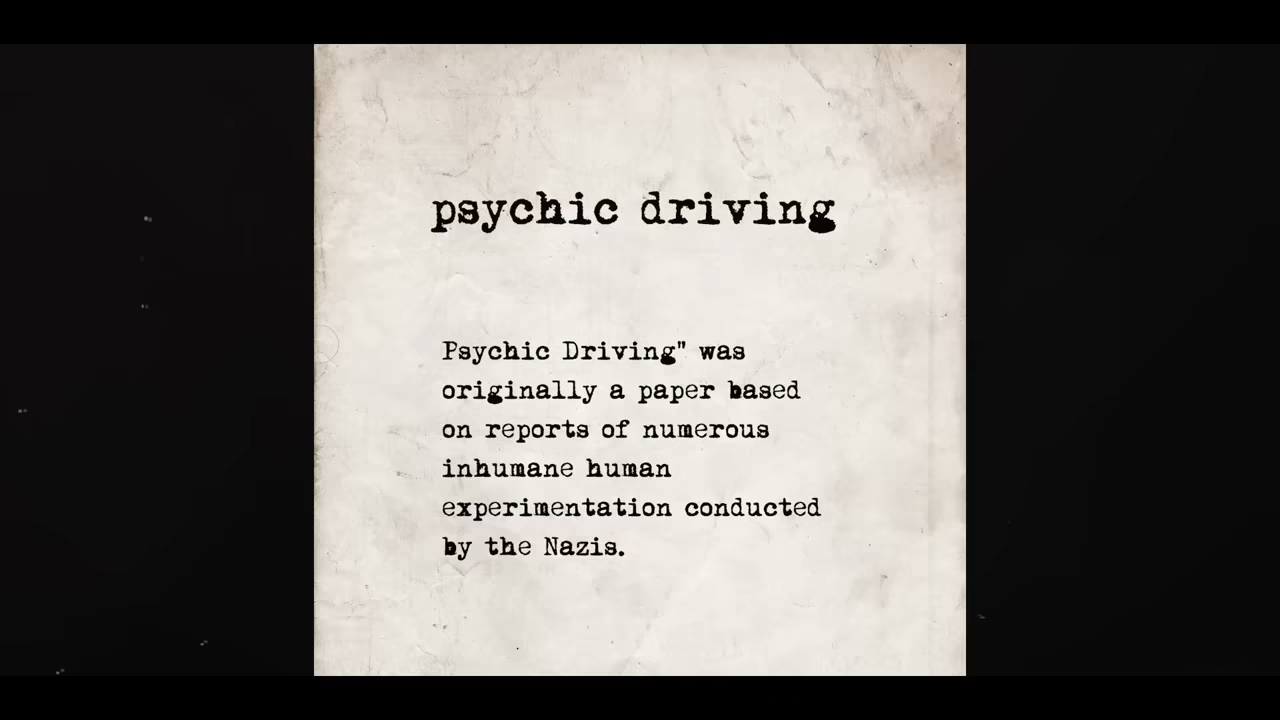 psychic driving
Psychic Driving" was
originally a paper based
on reports of numerous
inhumane human
experimentation conducted
by the Nazis.